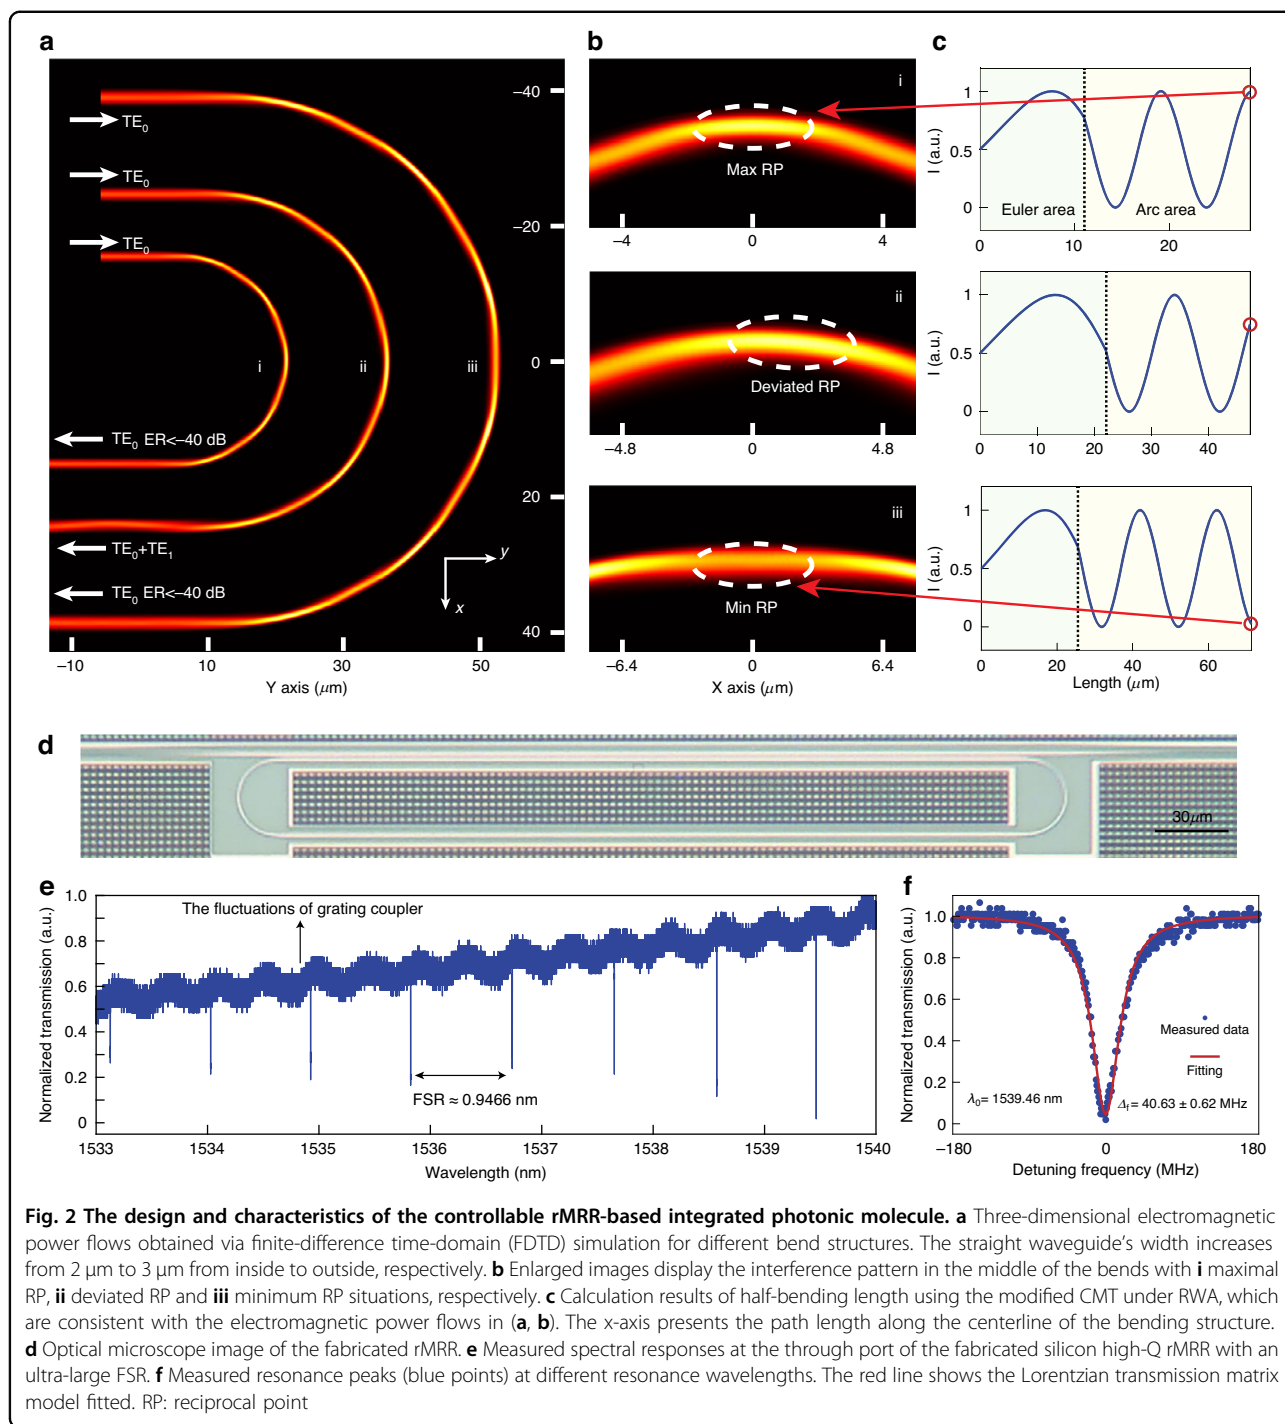 a
TE0
TE0
TE0
i
ii
iii
TE0 ER<−40 dB
TE0+TE1
TE0 ER<−40 dB
y
x
−40
−20
0
20
40
−10
10
30
50
Y axis (μm)
b
i
Max RP
−4
0
4
ii
Deviated RP
−4.8
0
4.8
iii
Min RP
−6.4
0
6.4
X axis (μm)
c
I (a.u.)
1
0.5
0
Euler area
Arc area
0
10
20
I (a.u.)
1
0.5
0
0
10
20
30
40
I (a.u.)
1
0.5
0
0
20
40
60
Length (μm)
d
30μm
e
Normalized transmission (a.u.)
1.0
0.8
0.6
0.4
0.2
0
The fluctuations of grating coupler
FSR ≈ 0.9466 nm
1533
1534
1535
1536
1537
1538
1539
1540
Wavelength (nm)
f
Normalized transmission (a.u.)
1.0
0.8
0.6
0.4
0.2
0
Measured data
Fitting
λ0= 1539.46 nm
Δf= 40.63 ± 0.62 MHz
−180
0
180
Detuning frequency (MHz)
Fig. 2 The design and characteristics of the controllable rMRR-based integrated photonic molecule. a Three-dimensional electromagnetic
power flows obtained via finite-difference time-domain (FDTD) simulation for different bend structures. The straight waveguide's width increases
from 2 μm to 3 μm from inside to outside, respectively. b Enlarged images display the interference pattern in the middle of the bends with i maximal
RP, ii deviated RP and iii minimum RP situations, respectively. c Calculation results of half-bending length using the modified CMT under RWA, which
are consistent with the electromagnetic power flows in (a, b). The x-axis presents the path length along the centerline of the bending structure.
d Optical microscope image of the fabricated rMRR. e Measured spectral responses at the through port of the fabricated silicon high-Q rMRR with an
ultra-large FSR. f Measured resonance peaks (blue points) at different resonance wavelengths. The red line shows the Lorentzian transmission matrix
model fitted. RP: reciprocal point